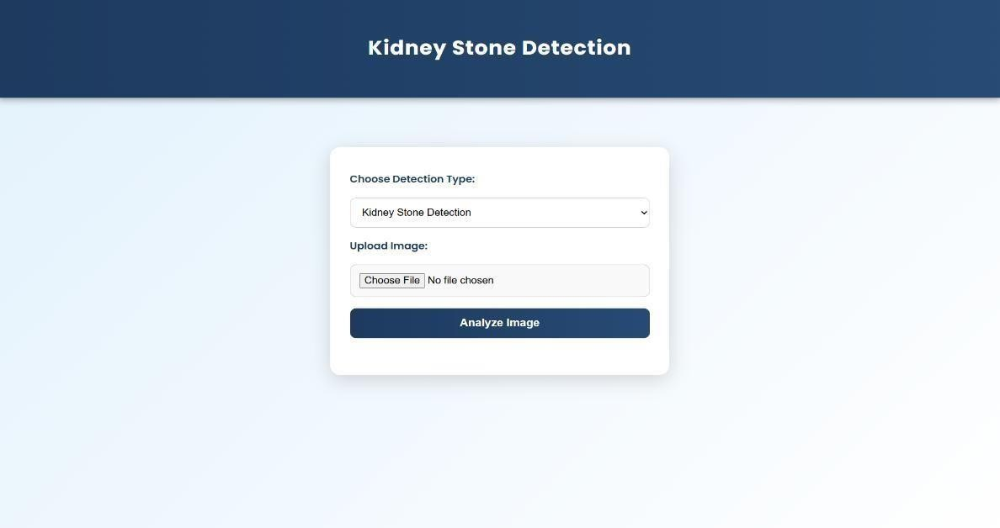 Kidney Stone Detection
Choose Detection Type:
Kidney Stone Detection
Upload Image:
Choose File No file chosen
Analyze Image